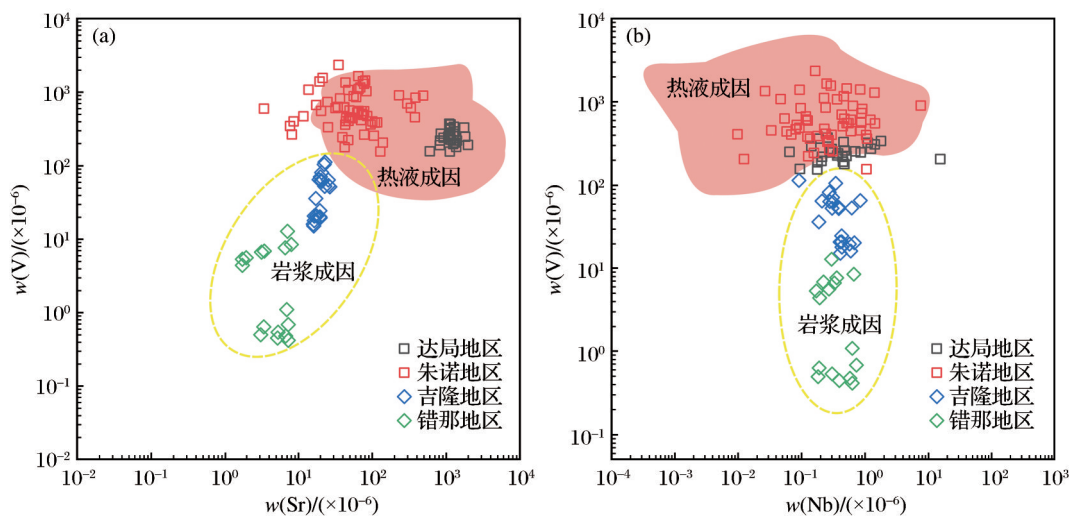 (a)
热液成因
岩浆成因
达局地区
朱诺地区
吉隆地区
错那地区
10⁴
10³
10²
10¹
10⁰
10⁻¹
10⁻²
w(V)/(×10⁻⁶)
10⁻² 10⁻¹ 10⁰ 10¹ 10² 10³ 10⁴
w(Sr)/(×10⁻⁶)
(b)
热液成因
岩浆成因
达局地区
朱诺地区
吉隆地区
错那地区
10⁴
10³
10²
10¹
10⁰
10⁻¹
w(V)/(×10⁻⁶)
10⁻⁴ 10⁻³ 10⁻² 10⁻¹ 10⁰ 10¹ 10² 10³
w(Nb)/(×10⁻⁶)